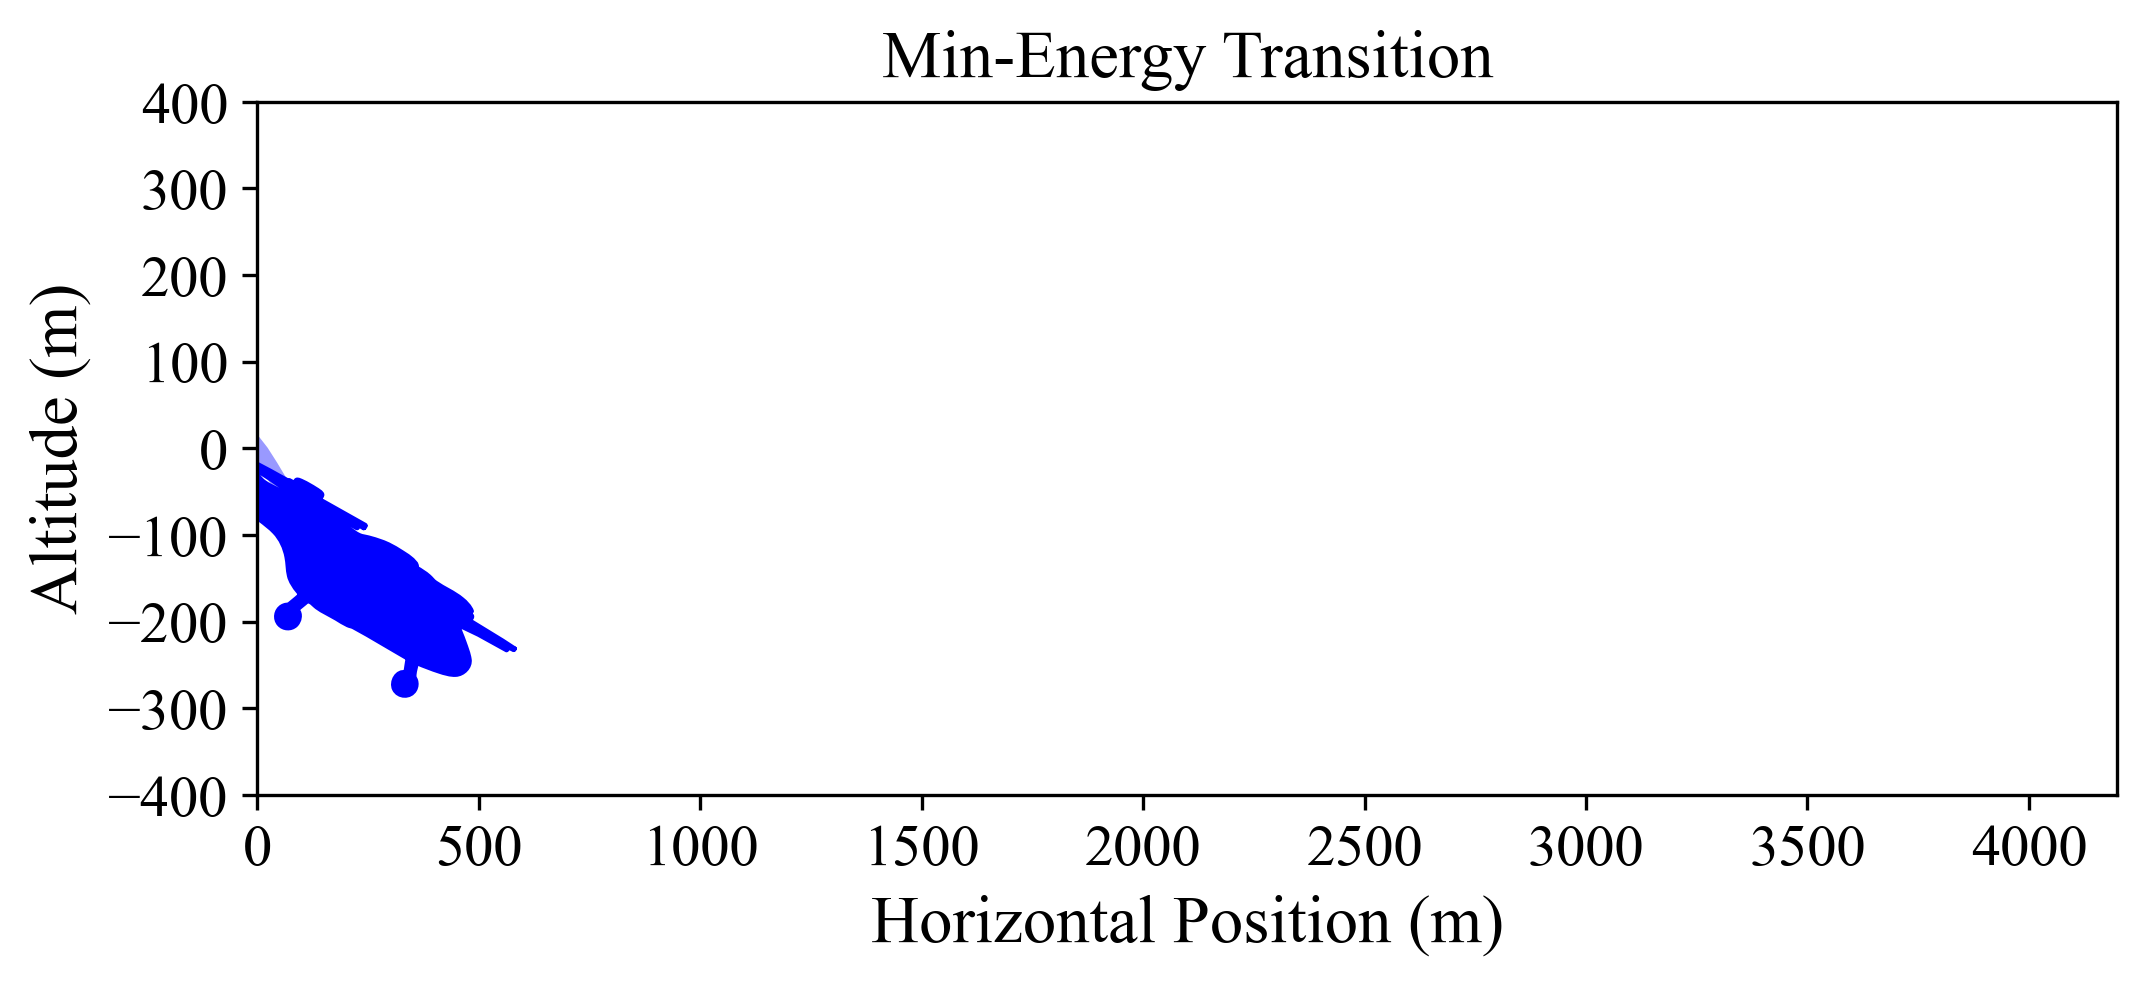 Min-Energy Transition
400
300
200
100
0
−100
−200
−300
−400
Altitude (m)
0 500 1000 1500 2000 2500 3000 3500 4000
Horizontal Position (m)